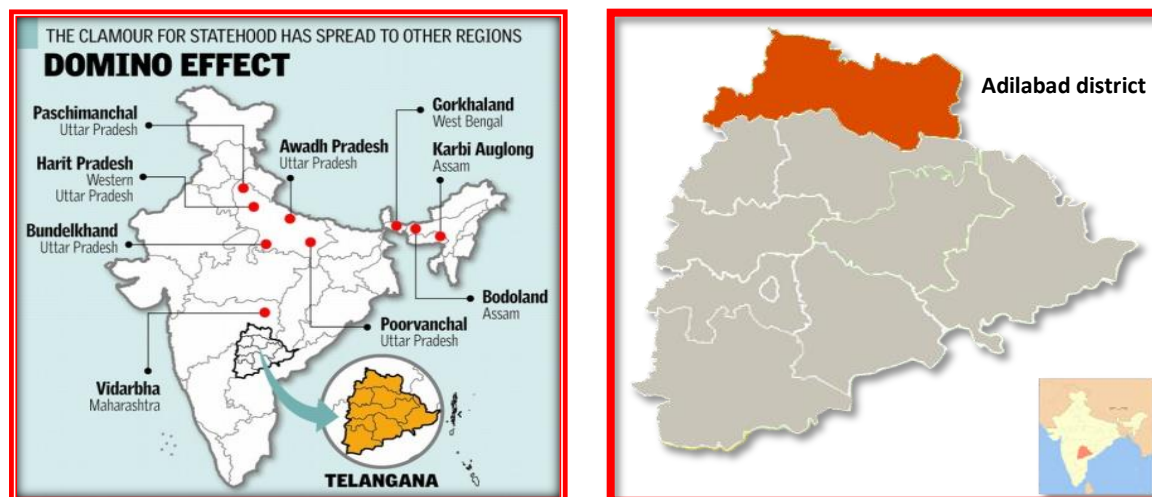 THE CLAMOUR FOR STATEHOOD HAS SPREAD TO OTHER REGIONS
DOMINO EFFECT
Paschimanchal
Uttar Pradesh
Harit Pradesh
Western
Uttar Pradesh
Bundelkhand
Uttar Pradesh
Awadh Pradesh
Uttar Pradesh
Gorkhaland
West Bengal
Karbi Auglong
Assam
Bodoland
Assam
Poorvanchal
Uttar Pradesh
Vidarbha
Maharashtra
TELANGANA
Adilabad district